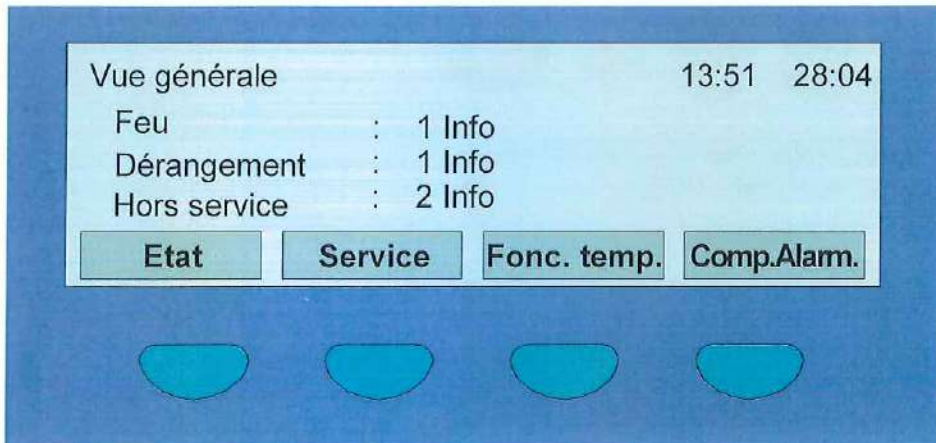 Vue générale 13:51 28:04
Feu : 1 Info
Dérangement : 1 Info
Hors service : 2 Info
Etat Service Fonc. temp. Comp.Alarm.